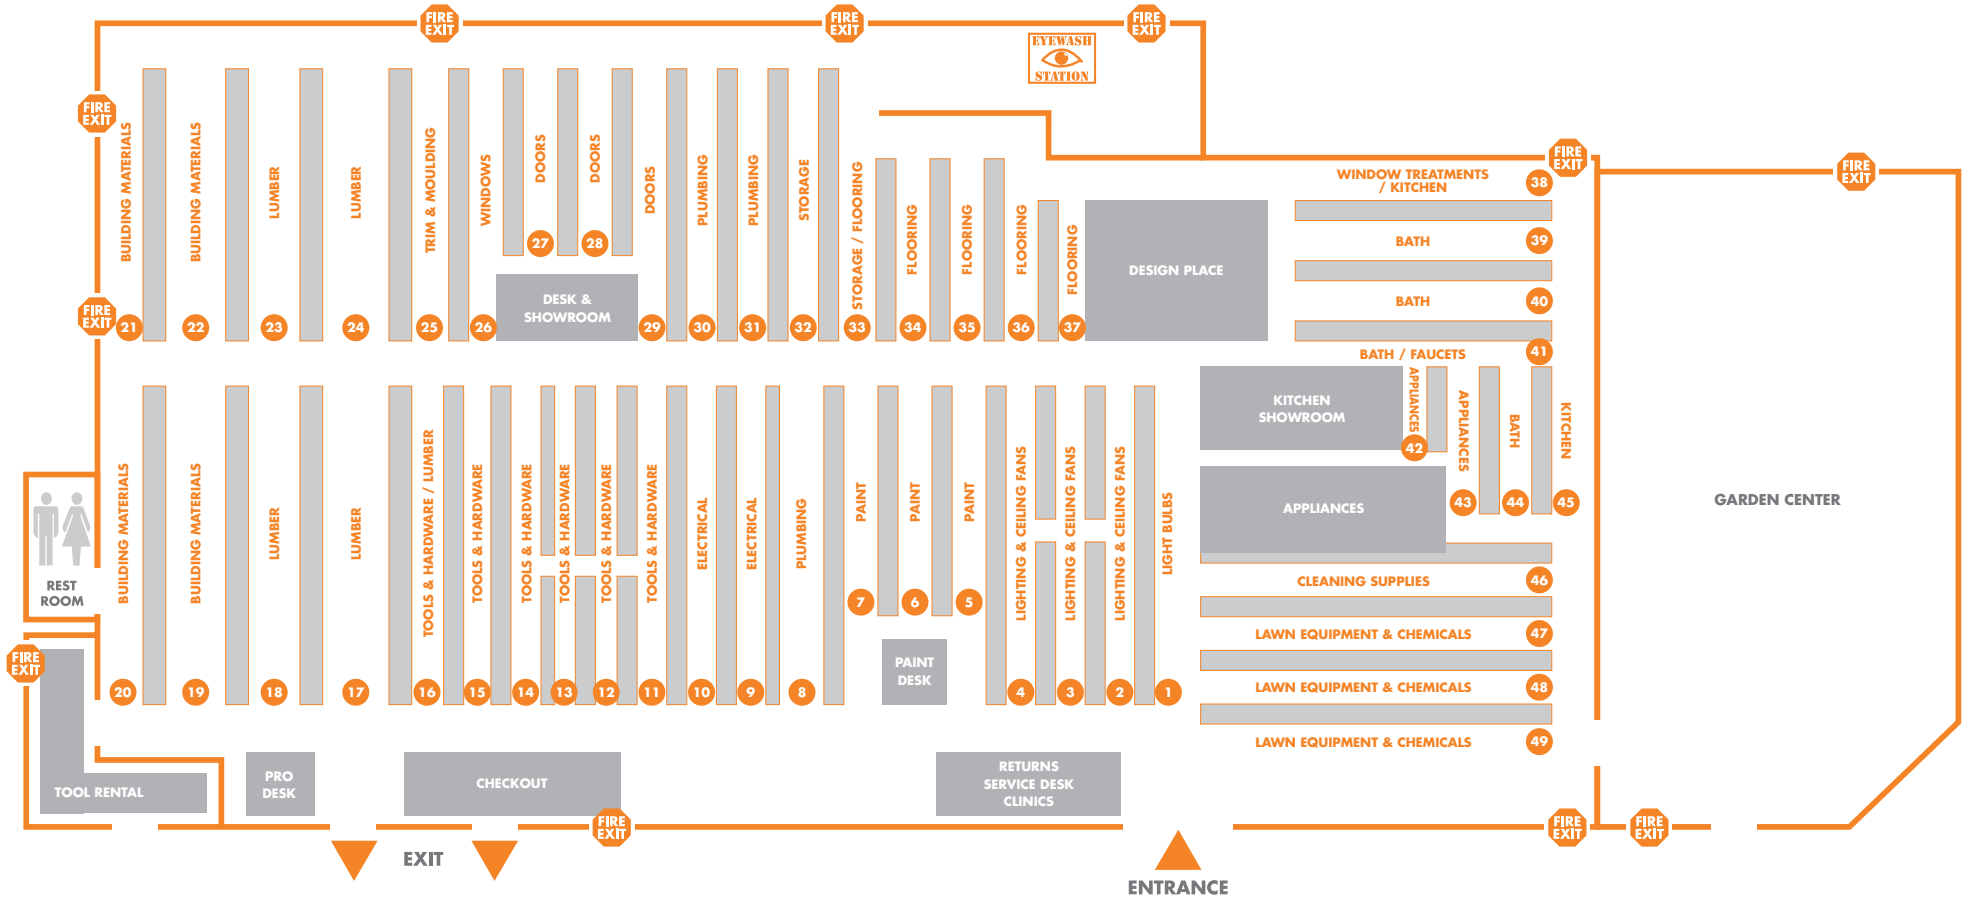 FIRE
EXIT
FIRE
EXIT
FIRE
EXIT
EYEWASH
STATION
FIRE
EXIT
FIRE
EXIT
FIRE
EXIT
FIRE
EXIT
BUILDING MATERIALS
21
BUILDING MATERIALS
22
LUMBER
23
LUMBER
24
TRIM & MOULDING
25
WINDOWS
26
DOORS
27
DOORS
28
DESK &
SHOWROOM
DOORS
29
PLUMBING
30
PLUMBING
31
STORAGE
32
STORAGE / FLOORING
33
FLOORING
34
FLOORING
35
FLOORING
36
FLOORING
37
DESIGN PLACE
WINDOW TREATMENTS
/ KITCHEN
38
BATH
39
BATH
40
BATH / FAUCETS
41
KITCHEN
SHOWROOM
APPLIANCES
42
APPLIANCES
43
BATH
44
KITCHEN
45
APPLIANCES
GARDEN CENTER
CLEANING SUPPLIES
46
LAWN EQUIPMENT & CHEMICALS
47
LAWN EQUIPMENT & CHEMICALS
48
LAWN EQUIPMENT & CHEMICALS
49
REST
ROOM
BUILDING MATERIALS
20
BUILDING MATERIALS
19
LUMBER
18
LUMBER
17
TOOLS & HARDWARE / LUMBER
16
TOOLS & HARDWARE
15
TOOLS & HARDWARE
14
TOOLS & HARDWARE
13
TOOLS & HARDWARE
12
TOOLS & HARDWARE
11
ELECTRICAL
10
ELECTRICAL
9
PLUMBING
8
PAINT
7
PAINT
6
PAINT
5
PAINT
DESK
LIGHTING & CEILING FANS
4
LIGHTING & CEILING FANS
3
LIGHTING & CEILING FANS
2
LIGHT BULBS
1
FIRE
EXIT
TOOL RENTAL
PRO
DESK
CHECKOUT
RETURNS
SERVICE DESK
CLINICS
FIRE
EXIT
FIRE
EXIT
FIRE
EXIT
EXIT
ENTRANCE